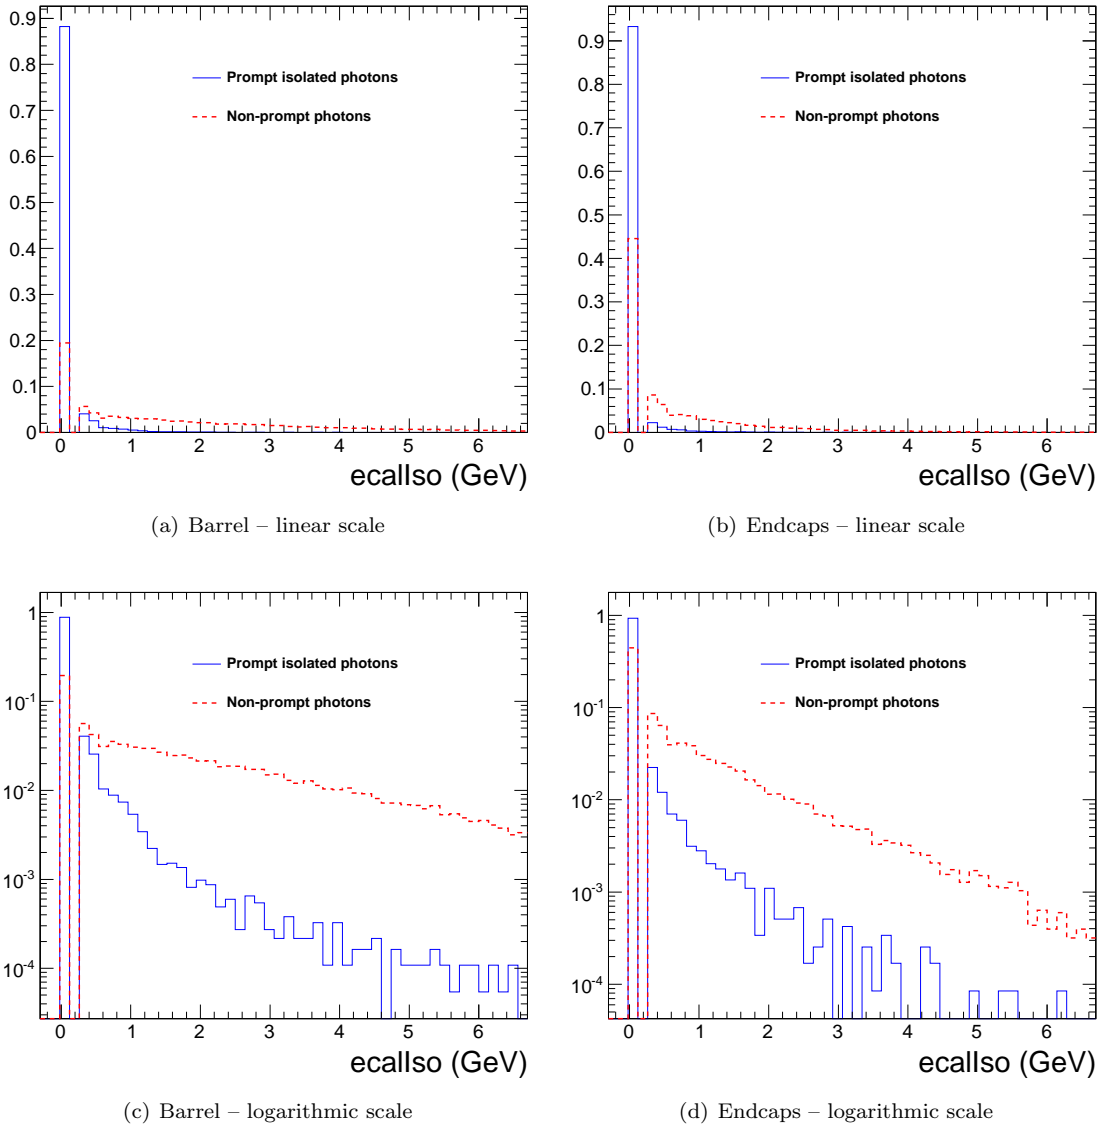 0.9
0.8
0.7
0.6
0.5
0.4
0.3
0.2
0.1
0
0 1 2 3 4 5 6
ecalIso (GeV)
Prompt isolated photons
Non-prompt photons
(a) Barrel – linear scale
0.9
0.8
0.7
0.6
0.5
0.4
0.3
0.2
0.1
0
0 1 2 3 4 5 6
ecalIso (GeV)
Prompt isolated photons
Non-prompt photons
(b) Endcaps – linear scale
1
10⁻¹
10⁻²
10⁻³
10⁻⁴
0 1 2 3 4 5 6
ecalIso (GeV)
Prompt isolated photons
Non-prompt photons
(c) Barrel – logarithmic scale
1
10⁻¹
10⁻²
10⁻³
10⁻⁴
0 1 2 3 4 5 6
ecalIso (GeV)
Prompt isolated photons
Non-prompt photons
(d) Endcaps – logarithmic scale